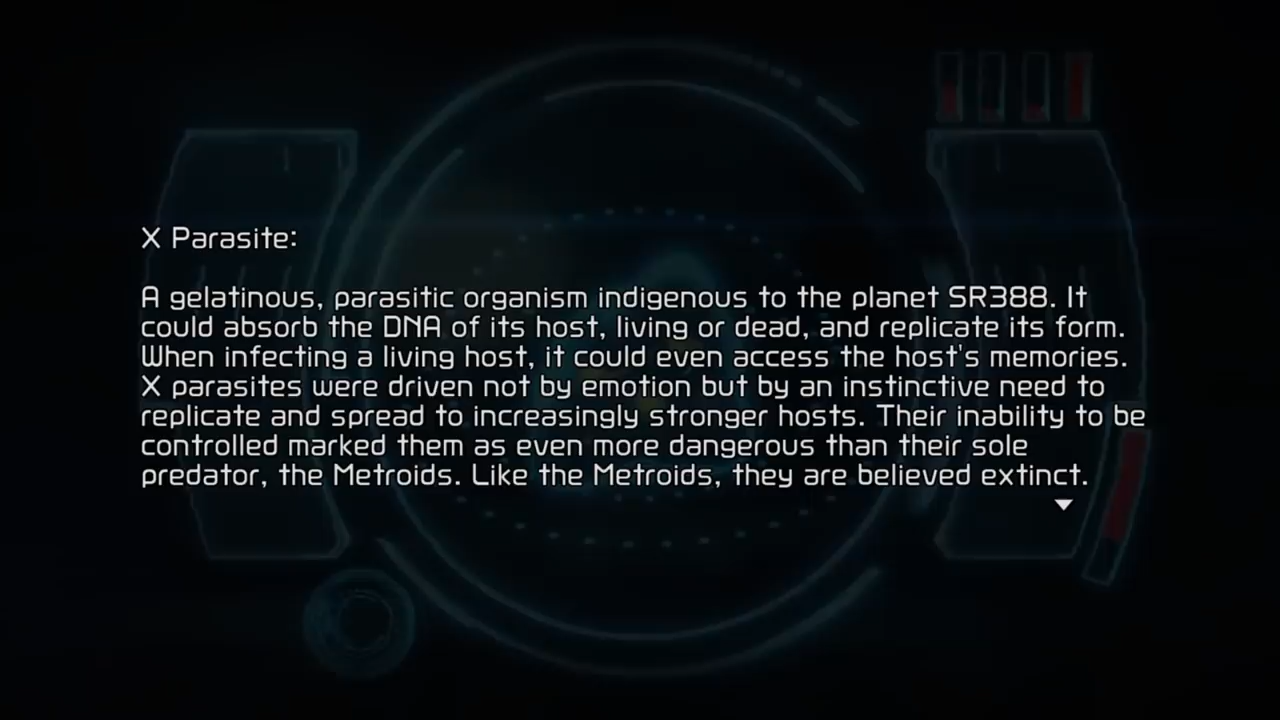 X Parasite:
A gelatinous, parasitic organism indigenous to the planet SR388. It
could absorb the DNA of its host, living or dead, and replicate its form.
When infecting a living host, it could even access the host's memories.
X parasites were driven not by emotion but by an instinctive need to
replicate and spread to increasingly stronger hosts. Their inability to be
controlled marked them as even more dangerous than their sole
predator, the Metroids. Like the Metroids, they are believed extinct.